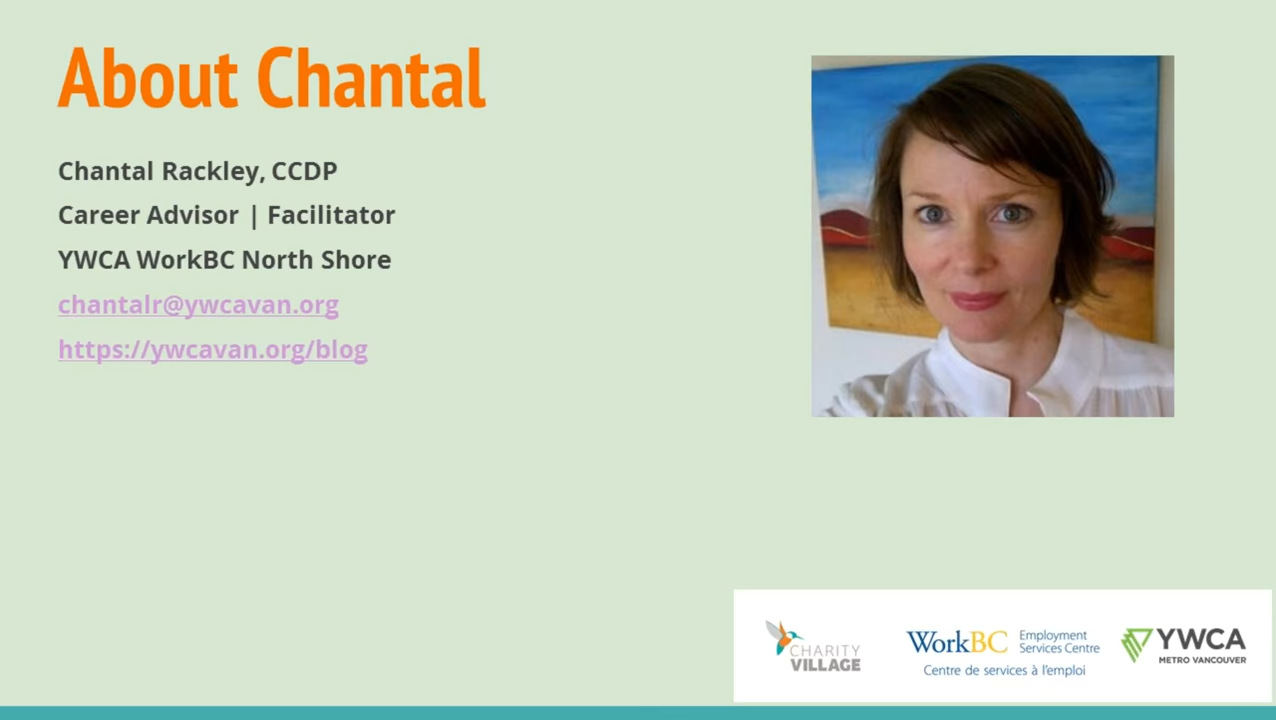 About Chantal
Chantal Rackley, CCDP
Career Advisor | Facilitator
YWCA WorkBC North Shore
chantalr@ywcavan.org
https://ywcavan.org/blog
CHARITY
VILLAGE
WorkBC Employment
Services Centre
Centre de services à l'emploi
YWCA
METRO VANCOUVER